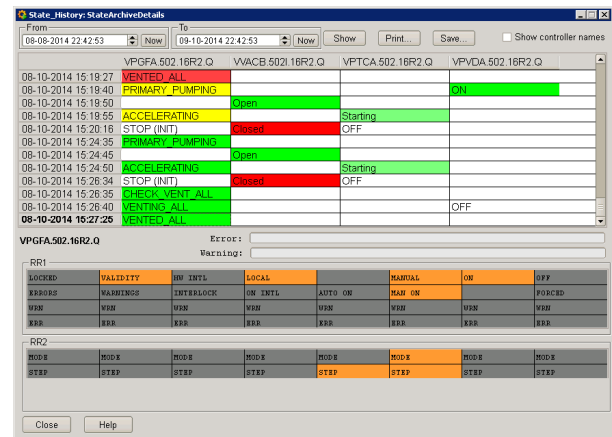 State_History: StateArchiveDetails
From To
08-08-2014 22:42:53 Now 09-10-2014 22:42:53 Now Show Print... Save... Show controller names
VPGFA.502.16R2.Q VVACB.502I.16R2.Q VPTCA.502.16R2.Q VPVDA.502.16R2.Q
08-10-2014 15:19:27 VENTED_ALL
08-10-2014 15:19:40 PRIMARY_PUMPING ON
08-10-2014 15:19:50 Open
08-10-2014 15:19:55 ACCELERATING Starting
08-10-2014 15:20:16 STOP (INIT) Closed OFF
08-10-2014 15:24:35 PRIMARY_PUMPING
08-10-2014 15:24:45 Open
08-10-2014 15:24:50 ACCELERATING Starting
08-10-2014 15:26:34 STOP (INIT) Closed OFF
08-10-2014 15:26:35 CHECK_VENT_ALL
08-10-2014 15:26:40 VENTING_ALL OFF
08-10-2014 15:27:25 VENTED_ALL
VPGFA.502.16R2.Q Error:
Warning:
RR1
LOCKED VALIDITY HW INTL LOCAL MANUAL ON OFF
ERRORS WARNINGS INTERLOCK ON INTL AUTO ON MAN ON FORCED
WRN WRN WRN WRN WRN WRN WRN WRN
ERR ERR ERR ERR ERR ERR ERR ERR
RR2
MODE MODE MODE MODE MODE MODE MODE MODE
STEP STEP STEP STEP STEP STEP STEP STEP
Close Help